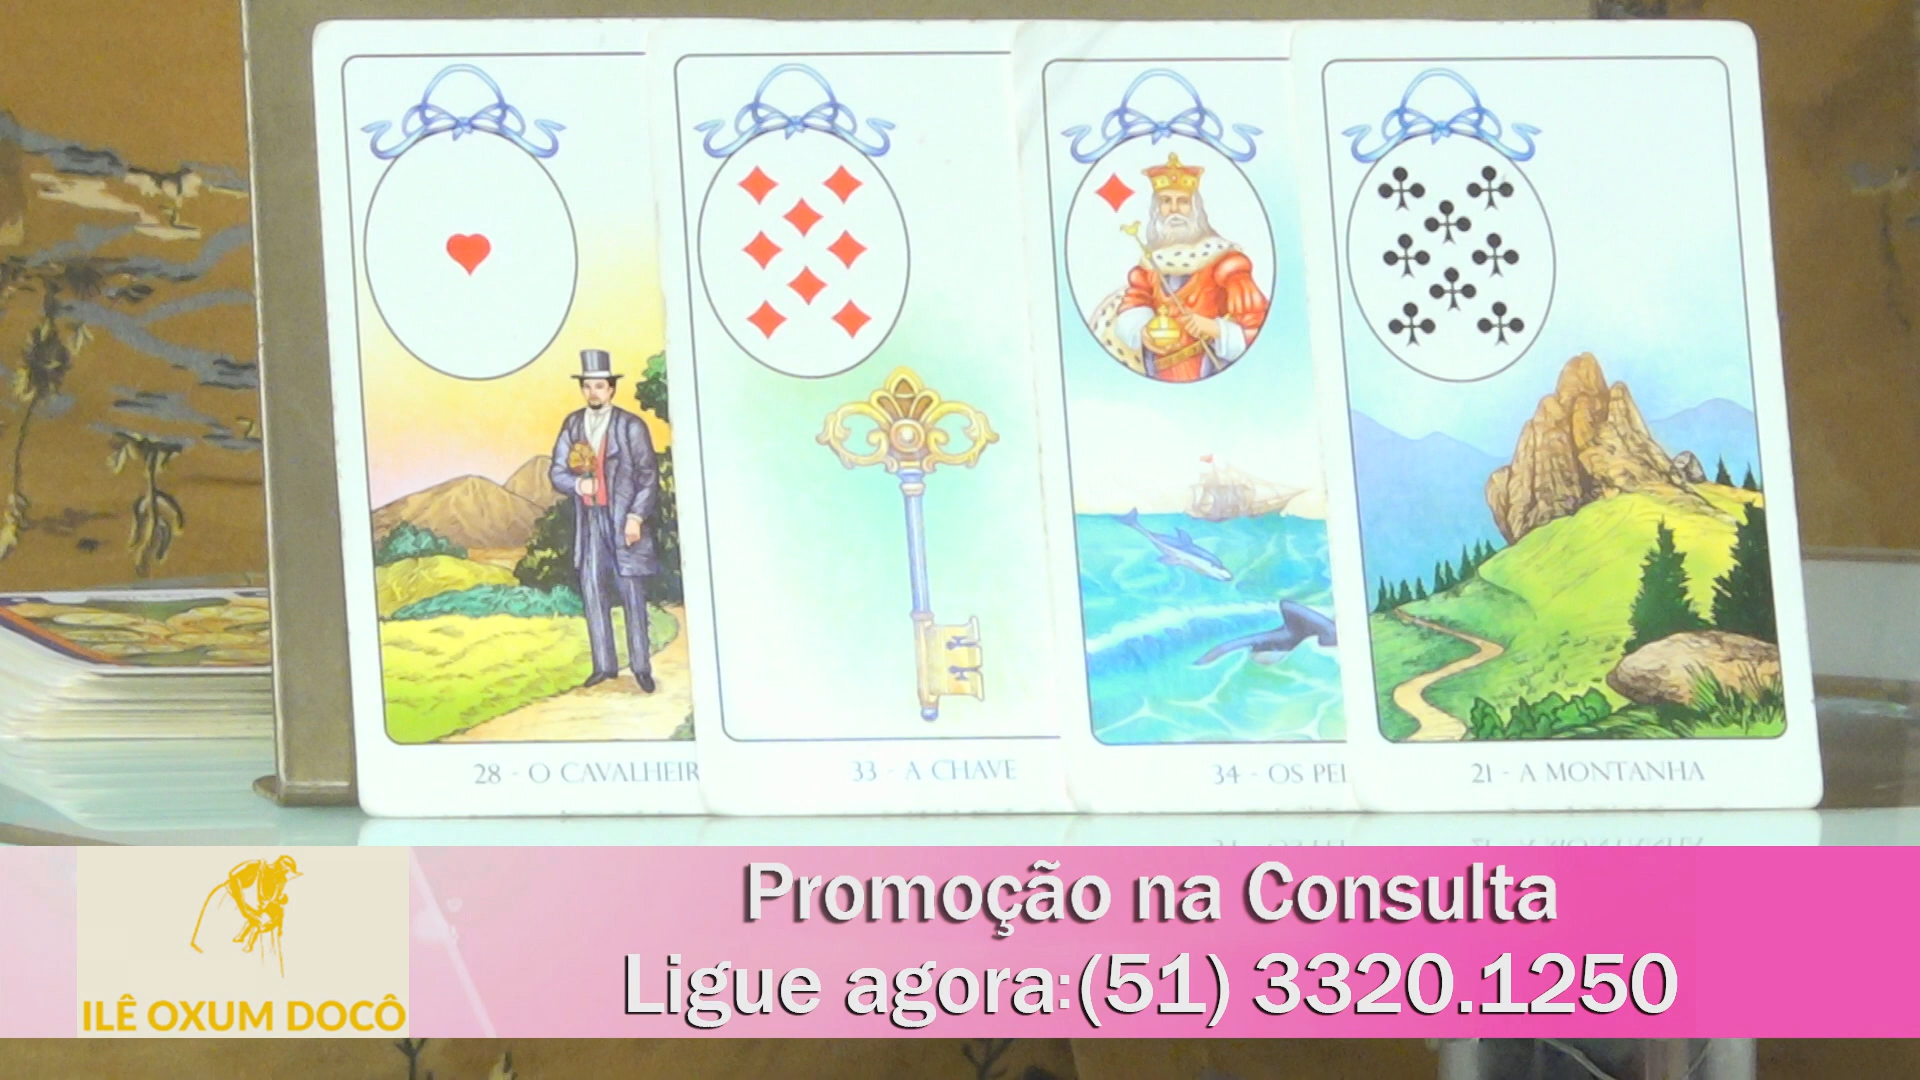 28 - O CAVALHEIR
33 - A CHAVE
34 - OS PEI
21 - A MONTANHA
Promoção na Consulta
Ligue agora:(51) 3320.1250
ILÊ OXUM DOCÔ